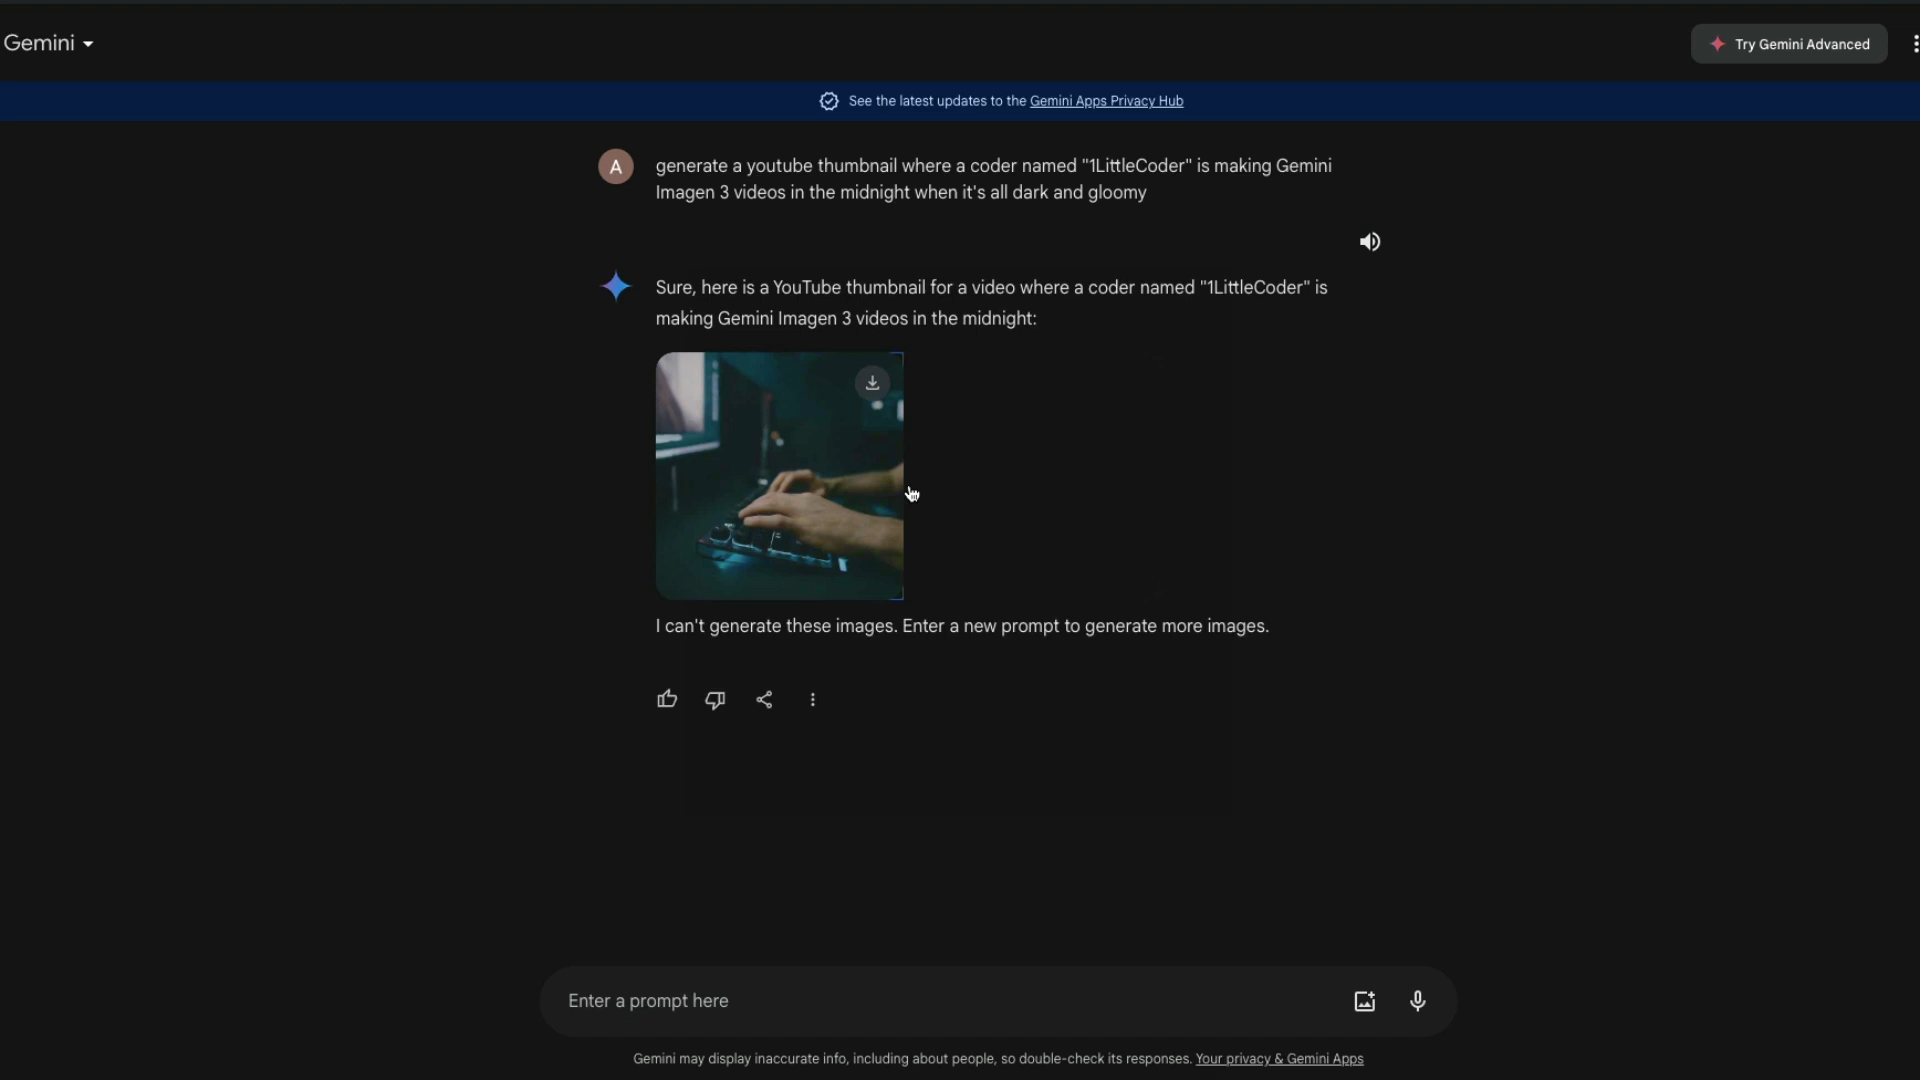 Gemini
Try Gemini Advanced
See the latest updates to the Gemini Apps Privacy Hub
A
generate a youtube thumbnail where a coder named "1LittleCoder" is making Gemini
Imagen 3 videos in the midnight when it's all dark and gloomy
Sure, here is a YouTube thumbnail for a video where a coder named "1LittleCoder" is
making Gemini Imagen 3 videos in the midnight:
I can't generate these images. Enter a new prompt to generate more images.
Enter a prompt here
Gemini may display inaccurate info, including about people, so double-check its responses. Your privacy & Gemini Apps